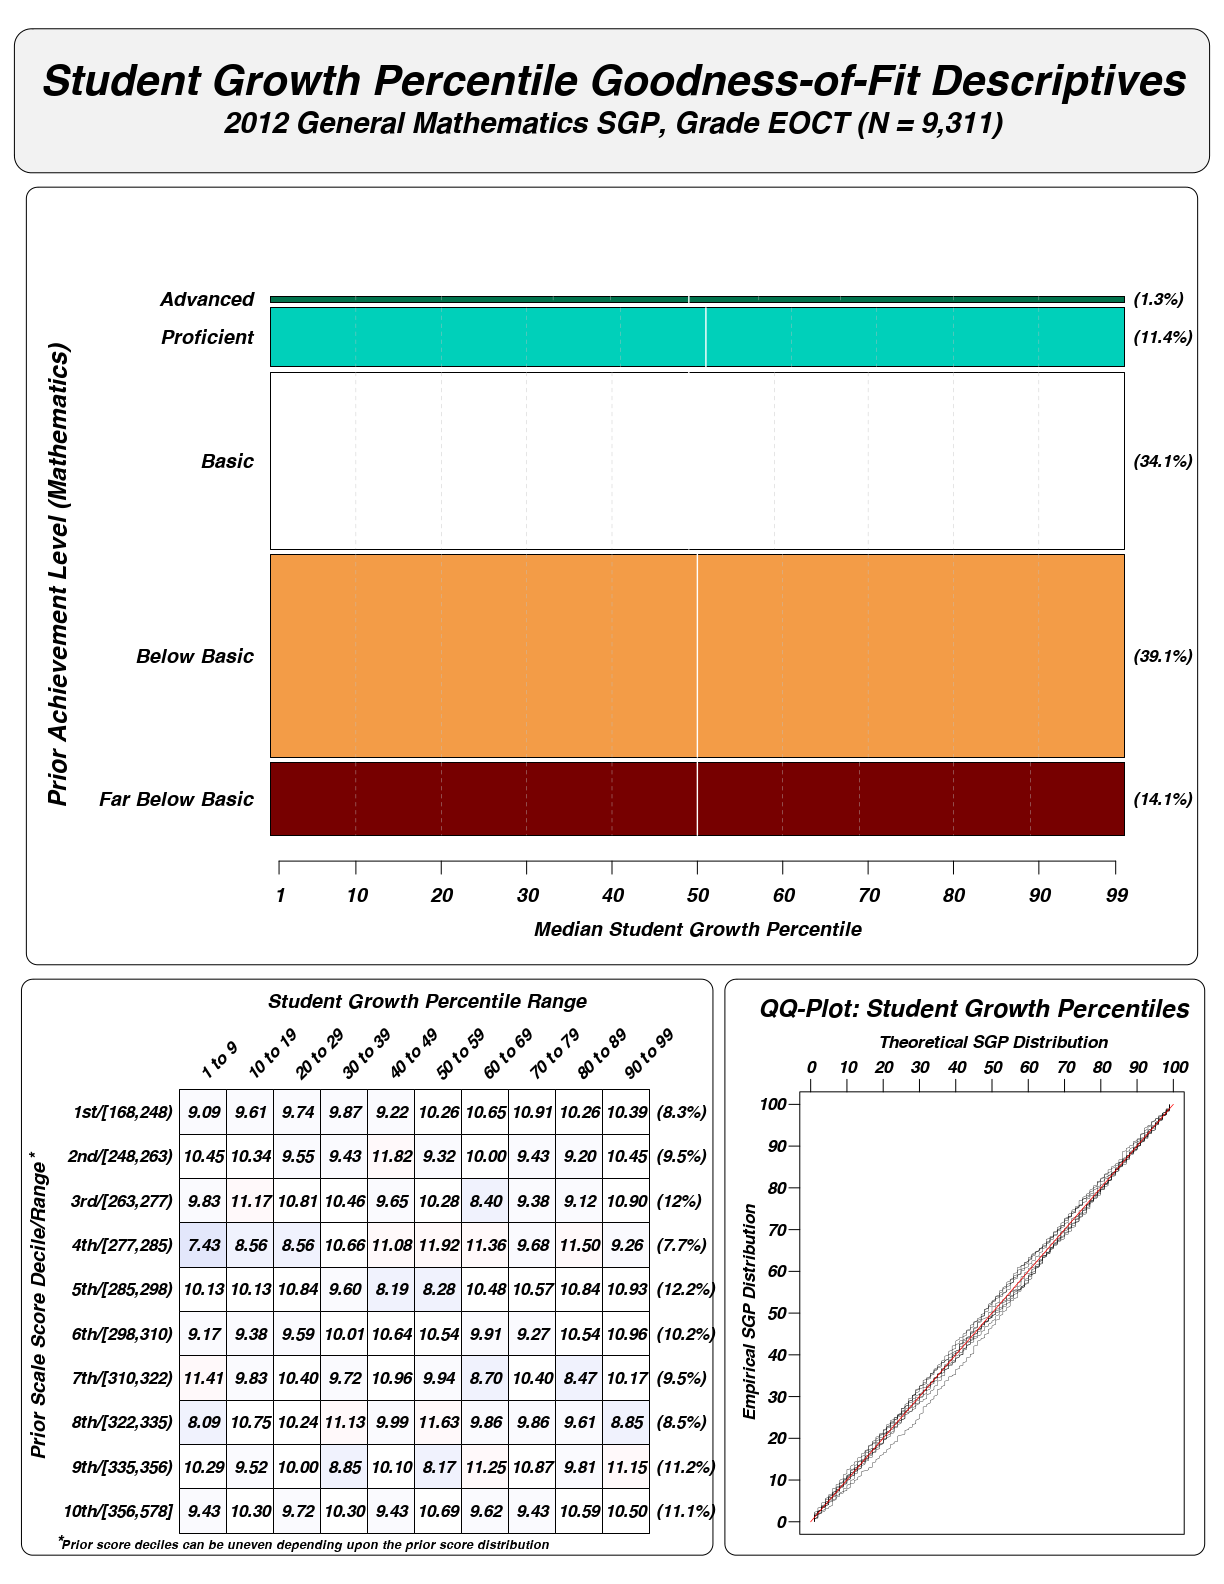 Student Growth Percentile Goodness-of-Fit Descriptives
2012 General Mathematics SGP, Grade EOCT (N = 9,311)
Prior Achievement Level (Mathematics)
Advanced (1.3%)
Proficient (11.4%)
Basic (34.1%)
Below Basic (39.1%)
Far Below Basic (14.1%)
1 10 20 30 40 50 60 70 80 90 99
Median Student Growth Percentile
Student Growth Percentile Range
1 to 9 10 to 19 20 to 29 30 to 39 40 to 49 50 to 59 60 to 69 70 to 79 80 to 89 90 to 99
Prior Scale Score Decile/Range*
1st/[168,248) 9.09 9.61 9.74 9.87 9.22 10.26 10.65 10.91 10.26 10.39 (8.3%)
2nd/[248,263) 10.45 10.34 9.55 9.43 11.82 9.32 10.00 9.43 9.20 10.45 (9.5%)
3rd/[263,277) 9.83 11.17 10.81 10.46 9.65 10.28 8.40 9.38 9.12 10.90 (12%)
4th/[277,285) 7.43 8.56 8.56 10.66 11.08 11.92 11.36 9.68 11.50 9.26 (7.7%)
5th/[285,298) 10.13 10.13 10.84 9.60 8.19 8.28 10.48 10.57 10.84 10.93 (12.2%)
6th/[298,310) 9.17 9.38 9.59 10.01 10.64 10.54 9.91 9.27 10.54 10.96 (10.2%)
7th/[310,322) 11.41 9.83 10.40 9.72 10.96 9.94 8.70 10.40 8.47 10.17 (9.5%)
8th/[322,335) 8.09 10.75 10.24 11.13 9.99 11.63 9.86 9.86 9.61 8.85 (8.5%)
9th/[335,356) 10.29 9.52 10.00 8.85 10.10 8.17 11.25 10.87 9.81 11.15 (11.2%)
10th/[356,578] 9.43 10.30 9.72 10.30 9.43 10.69 9.62 9.43 10.59 10.50 (11.1%)
*Prior score deciles can be uneven depending upon the prior score distribution
QQ-Plot: Student Growth Percentiles
Theoretical SGP Distribution
0 10 20 30 40 50 60 70 80 90 100
Empirical SGP Distribution
100
90
80
70
60
50
40
30
20
10
0